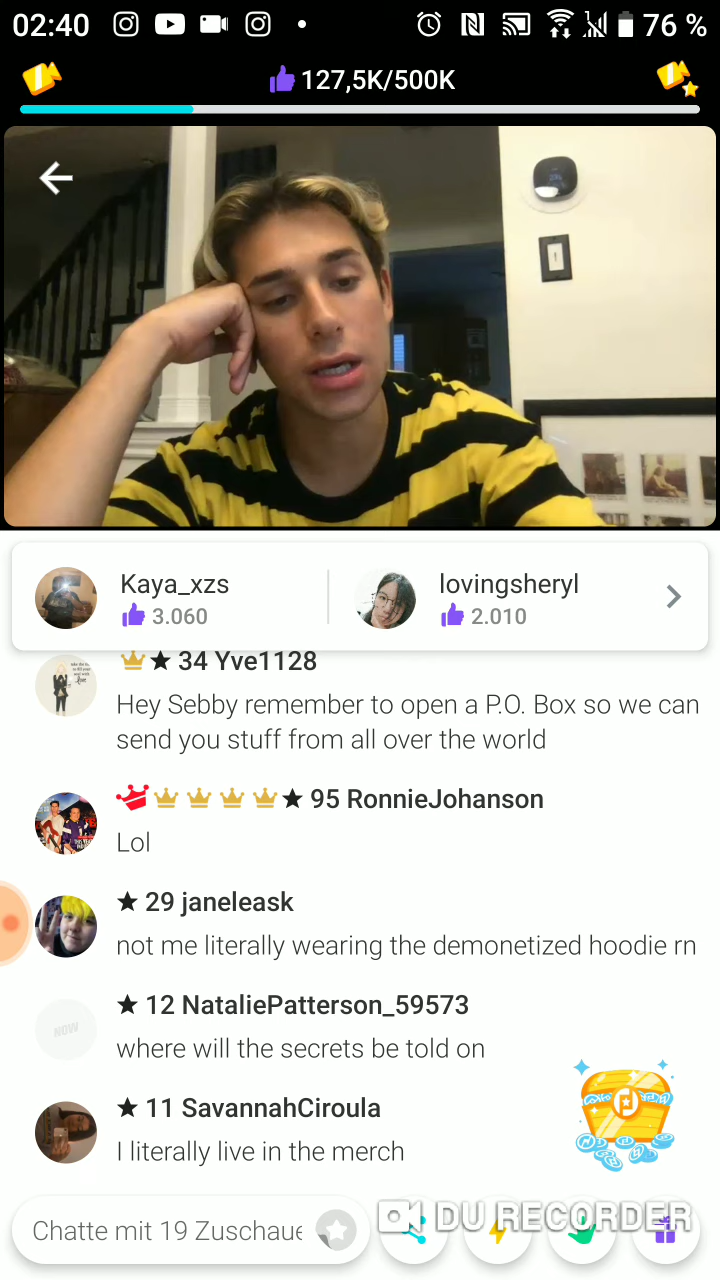 02:40
76 %
127,5K/500K
Kaya_xzs
3.060
lovingsheryl
2.010
34 Yve1128
Hey Sebby remember to open a P.O. Box so we can
send you stuff from all over the world
95 RonnieJohanson
Lol
29 janeleask
not me literally wearing the demonetized hoodie rn
12 NataliePatterson_59573
NOW
where will the secrets be told on
11 SavannahCiroula
I literally live in the merch
Chatte mit 19 Zuschaue
DU RECORDER